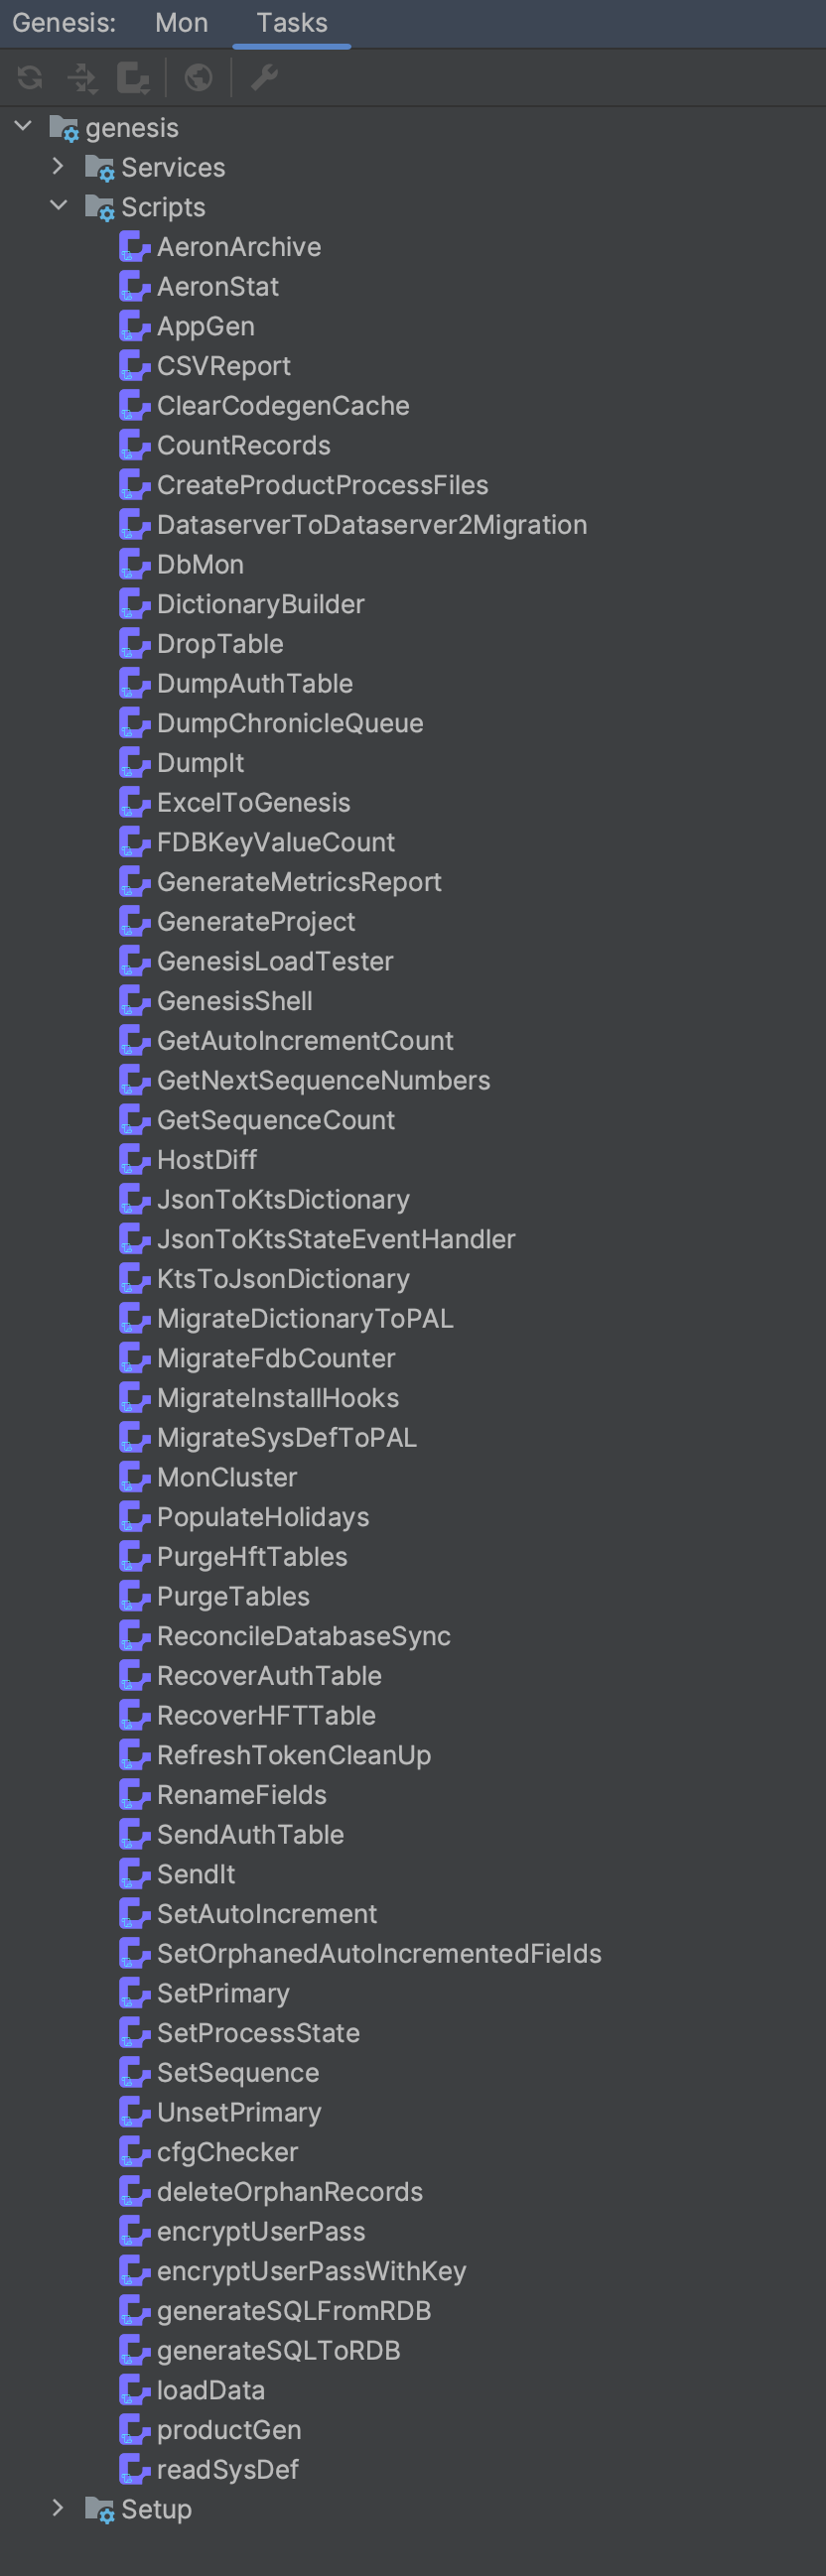 Genesis: Mon Tasks
genesis
Services
Scripts
AeronArchive
AeronStat
AppGen
CSVReport
ClearCodegenCache
CountRecords
CreateProductProcessFiles
DataserverToDataserver2Migration
DbMon
DictionaryBuilder
DropTable
DumpAuthTable
DumpChronicleQueue
DumpIt
ExcelToGenesis
FDBKeyValueCount
GenerateMetricsReport
GenerateProject
GenesisLoadTester
GenesisShell
GetAutoIncrementCount
GetNextSequenceNumbers
GetSequenceCount
HostDiff
JsonToKtsDictionary
JsonToKtsStateEventHandler
KtsToJsonDictionary
MigrateDictionaryToPAL
MigrateFdbCounter
MigrateInstallHooks
MigrateSysDefToPAL
MonCluster
PopulateHolidays
PurgeHftTables
PurgeTables
ReconcileDatabaseSync
RecoverAuthTable
RecoverHFTTable
RefreshTokenCleanUp
RenameFields
SendAuthTable
SendIt
SetAutoIncrement
SetOrphanedAutoIncrementedFields
SetPrimary
SetProcessState
SetSequence
UnsetPrimary
cfgChecker
deleteOrphanRecords
encryptUserPass
encryptUserPassWithKey
generateSQLFromRDB
generateSQLToRDB
loadData
productGen
readSysDef
Setup